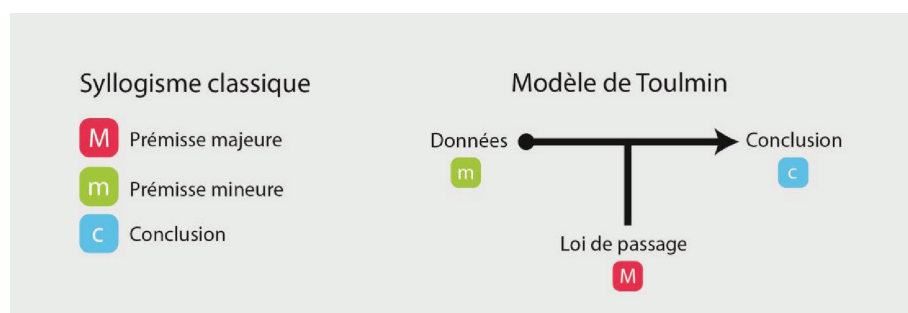 Syllogisme classique
M Prémisse majeure
m Prémisse mineure
c Conclusion
Modèle de Toulmin
Données
m
Conclusion
c
Loi de passage
M